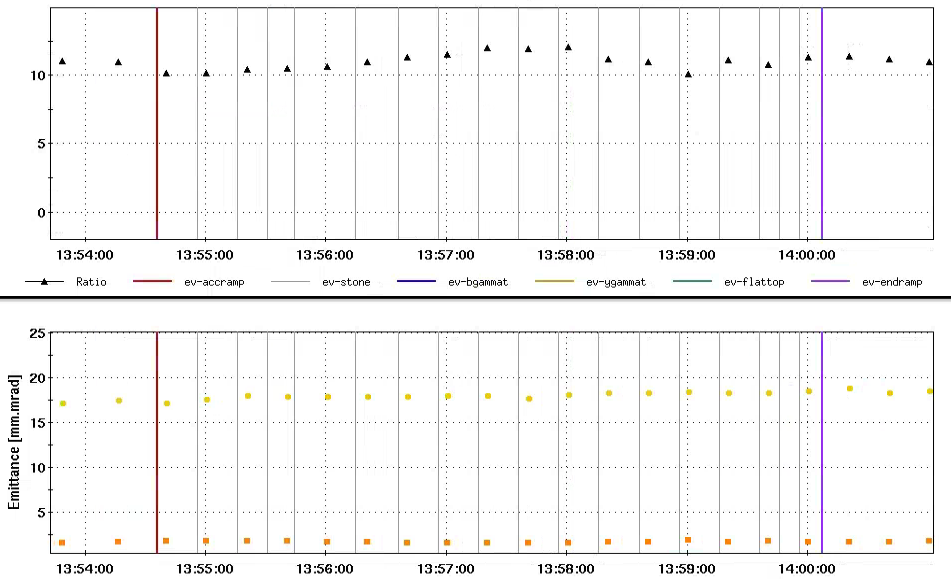 10
5
0
13:54:00 13:55:00 13:56:00 13:57:00 13:58:00 13:59:00 14:00:00
Ratio ev-accramp ev-stone ev-bgammat ev-ygammat ev-flattop ev-endramp
25
20
15
10
5
Emittance [mm.mrad]
13:54:00 13:55:00 13:56:00 13:57:00 13:58:00 13:59:00 14:00:00